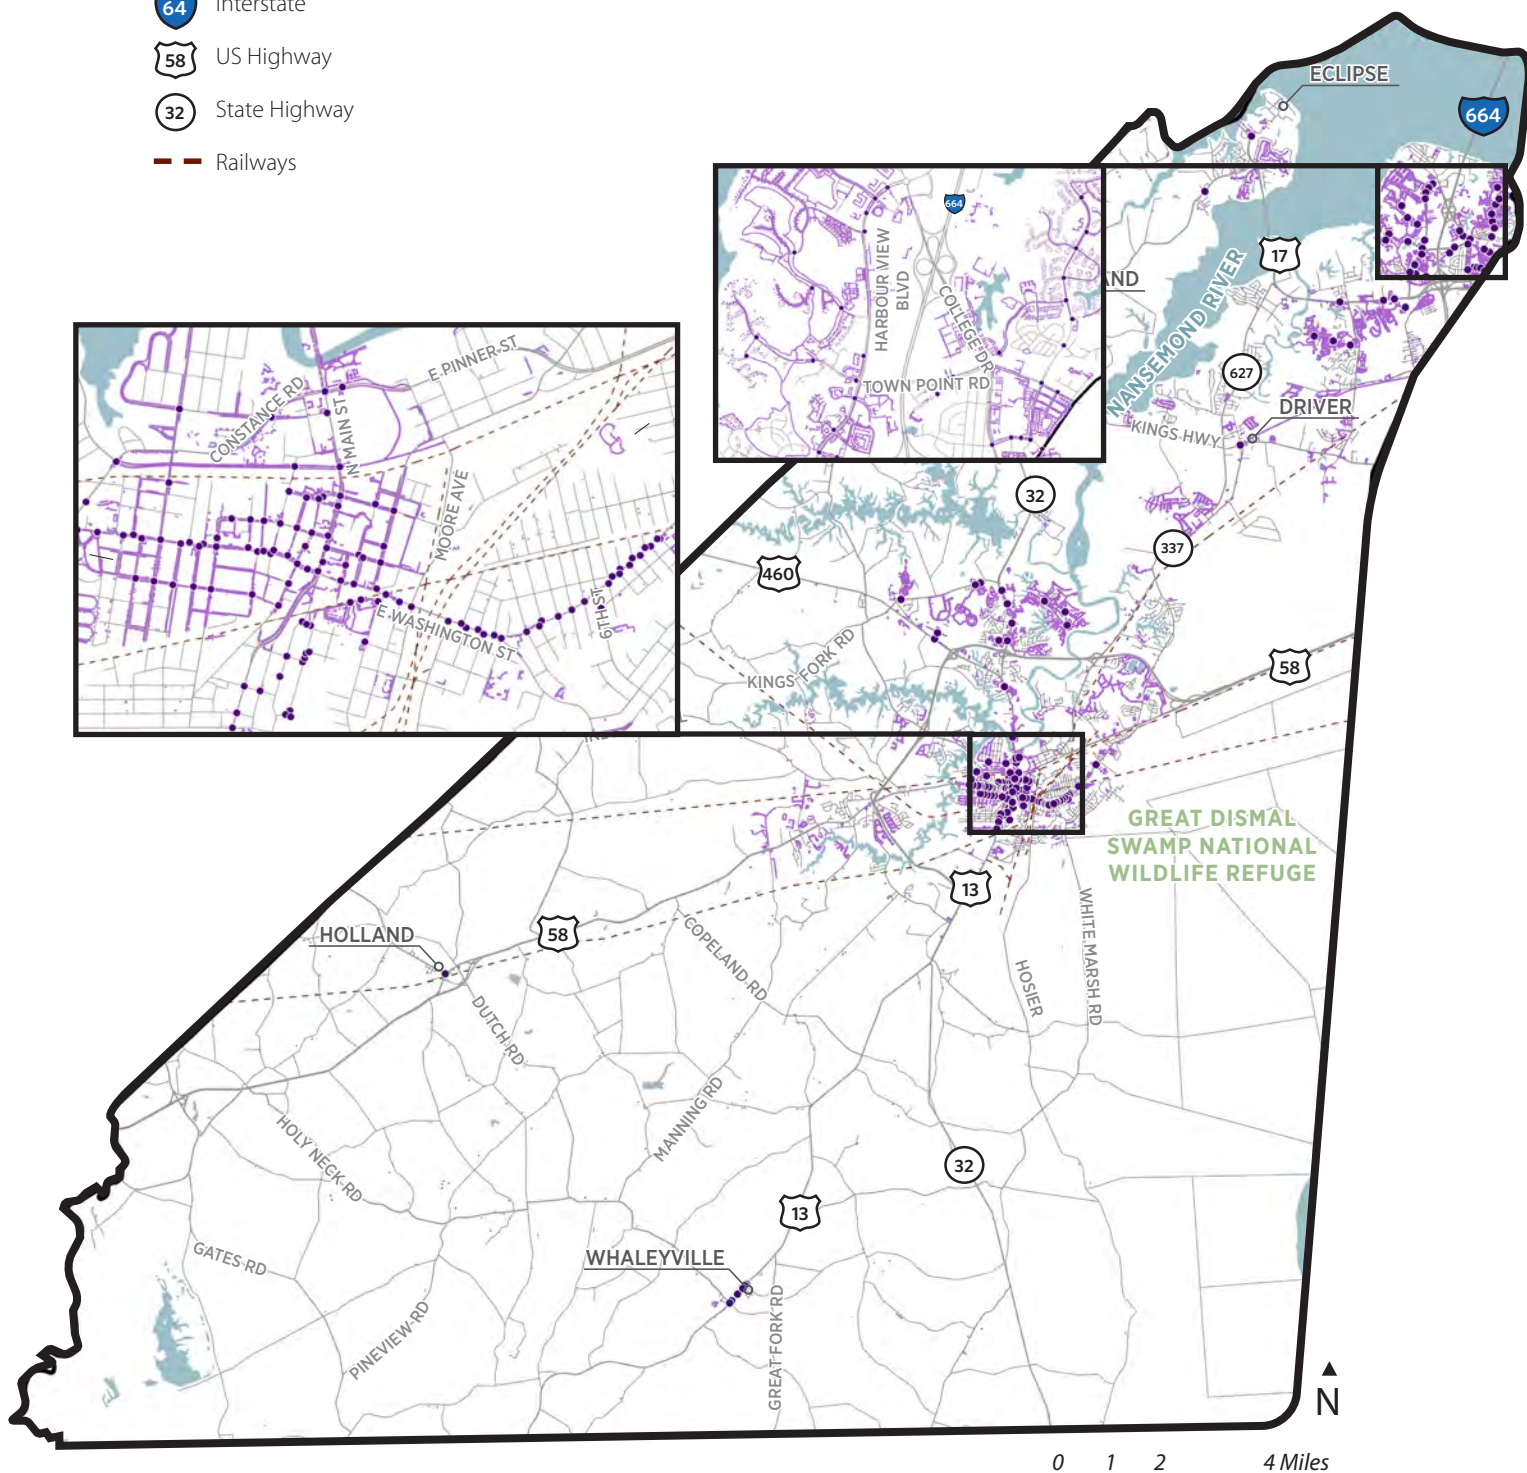 64 Interstate
58 US Highway
32 State Highway
Railways
ECLIPSE
664
664
HARBOUR VIEW
BLVD
COLLEGE DR
TOWN POINT RD
17
NANSEMOND RIVER
627
DRIVER
KINGS HWY
E PINNER ST
CONSTANCE RD
N MAIN ST
MOORE AVE
E WASHINGTON ST
6TH ST
32
337
460
KINGS FORK RD
58
GREAT DISMAL
SWAMP NATIONAL
WILDLIFE REFUGE
13
HOLLAND
58
COPELAND RD
WHITE MARSH RD
HOSIER
DUTCH RD
MANNING RD
HOLY NECK RD
32
13
GATES RD
WHALEYVILLE
PINEVIEW RD
GREAT FORK RD
N
0 1 2 4 Miles